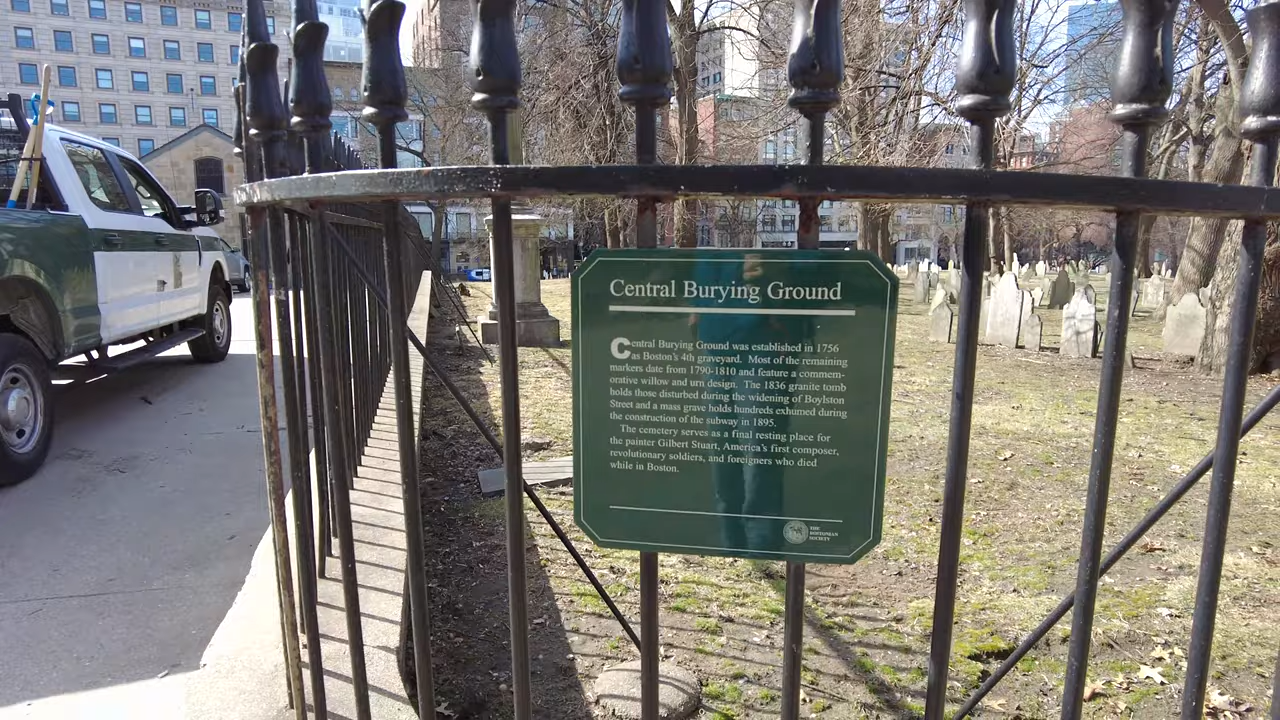 Central Burying Ground
Central Burying Ground was established in 1756
as Boston's 4th graveyard. Most of the remaining
markers date from 1790-1810 and feature a commem-
orative willow and urn design. The 1836 granite tomb
holds those disturbed during the widening of Boylston
Street and a mass grave holds hundreds exhumed during
the construction of the subway in 1895.
The cemetery serves as a final resting place for
the painter Gilbert Stuart, America's first composer,
revolutionary soldiers, and foreigners who died
while in Boston.
THE
BOSTONIAN
SOCIETY